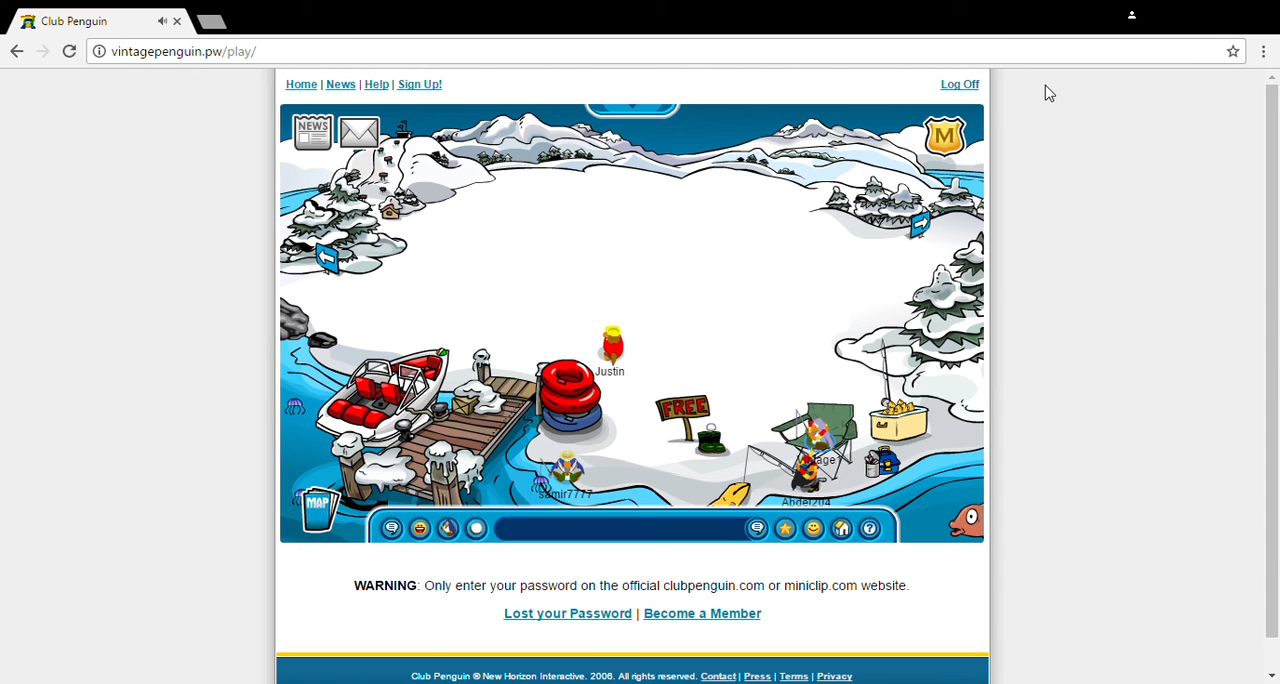 Club Penguin
vintagepenguin.pw/play/
Home | News | Help | Sign Up!
Log Off
NEWS
M
Justin
FREE
samir7777
Abdel204
MAP
?
WARNING: Only enter your password on the official clubpenguin.com or miniclip.com website.
Lost your Password | Become a Member
Club Penguin ® New Horizon Interactive. 2006. All rights reserved. Contact | Press | Terms | Privacy